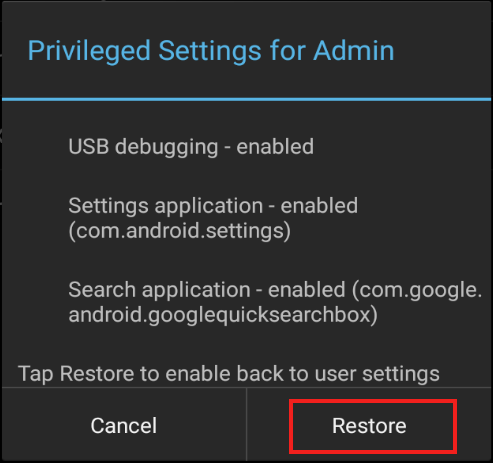 Privileged Settings for Admin
USB debugging - enabled
Settings application - enabled
(com.android.settings)
Search application - enabled (com.google.
android.googlequicksearchbox)
Tap Restore to enable back to user settings
Cancel
Restore